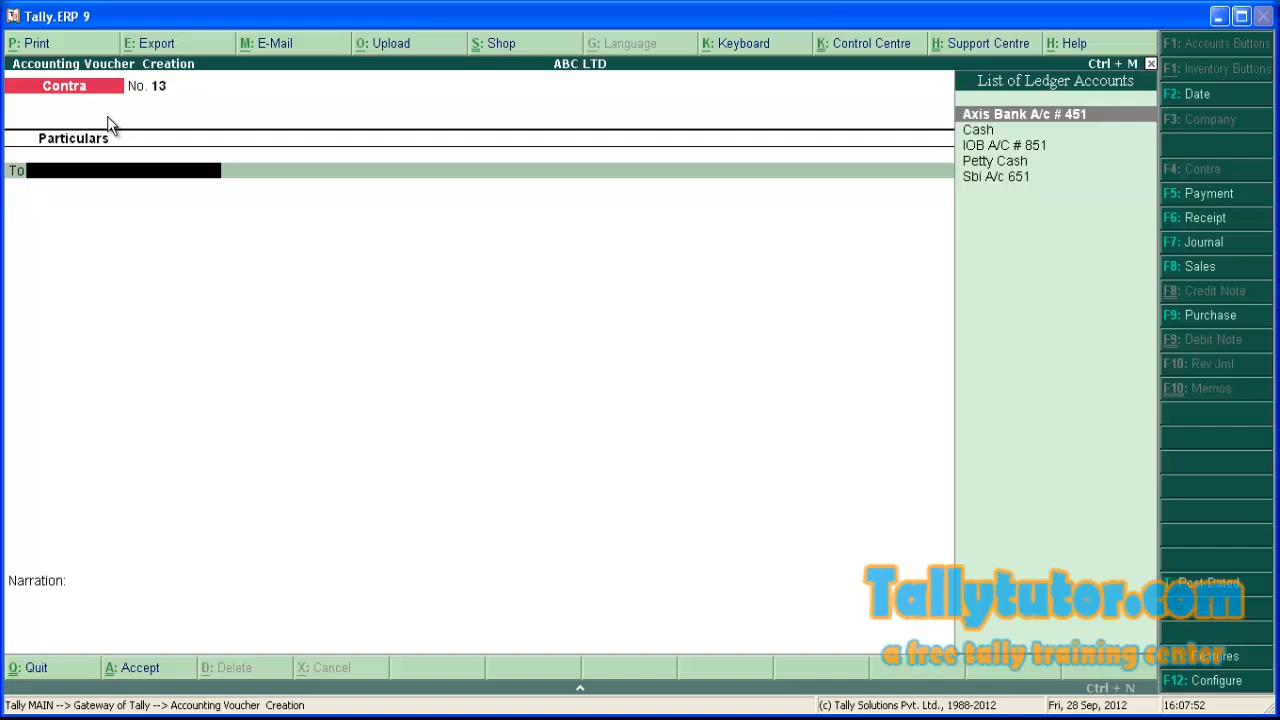 Tally.ERP 9
P: Print E: Export M: E-Mail O: Upload S: Shop G: Language K: Keyboard K: Control Centre H: Support Centre H: Help
Accounting Voucher Creation ABC LTD Ctrl + M
Contra No. 13
Particulars
To
Narration:
List of Ledger Accounts
Axis Bank A/c # 451
Cash
IOB A/C # 851
Petty Cash
Sbi A/c 651
F1: Accounts Buttons
F1: Inventory Buttons
F2: Date
F3: Company
F4: Contra
F5: Payment
F6: Receipt
F7: Journal
F8: Sales
F8: Credit Note
F9: Purchase
F9: Debit Note
F10: Rev Jrnl
F10: Memos
T: Post-Dated
Features
F12: Configure
Tallytutor.com
a free tally training center
Q: Quit A: Accept D: Delete X: Cancel
Ctrl + N
Tally MAIN --> Gateway of Tally --> Accounting Voucher Creation (c) Tally Solutions Pvt. Ltd., 1988-2012 Fri, 28 Sep, 2012 16:07:52